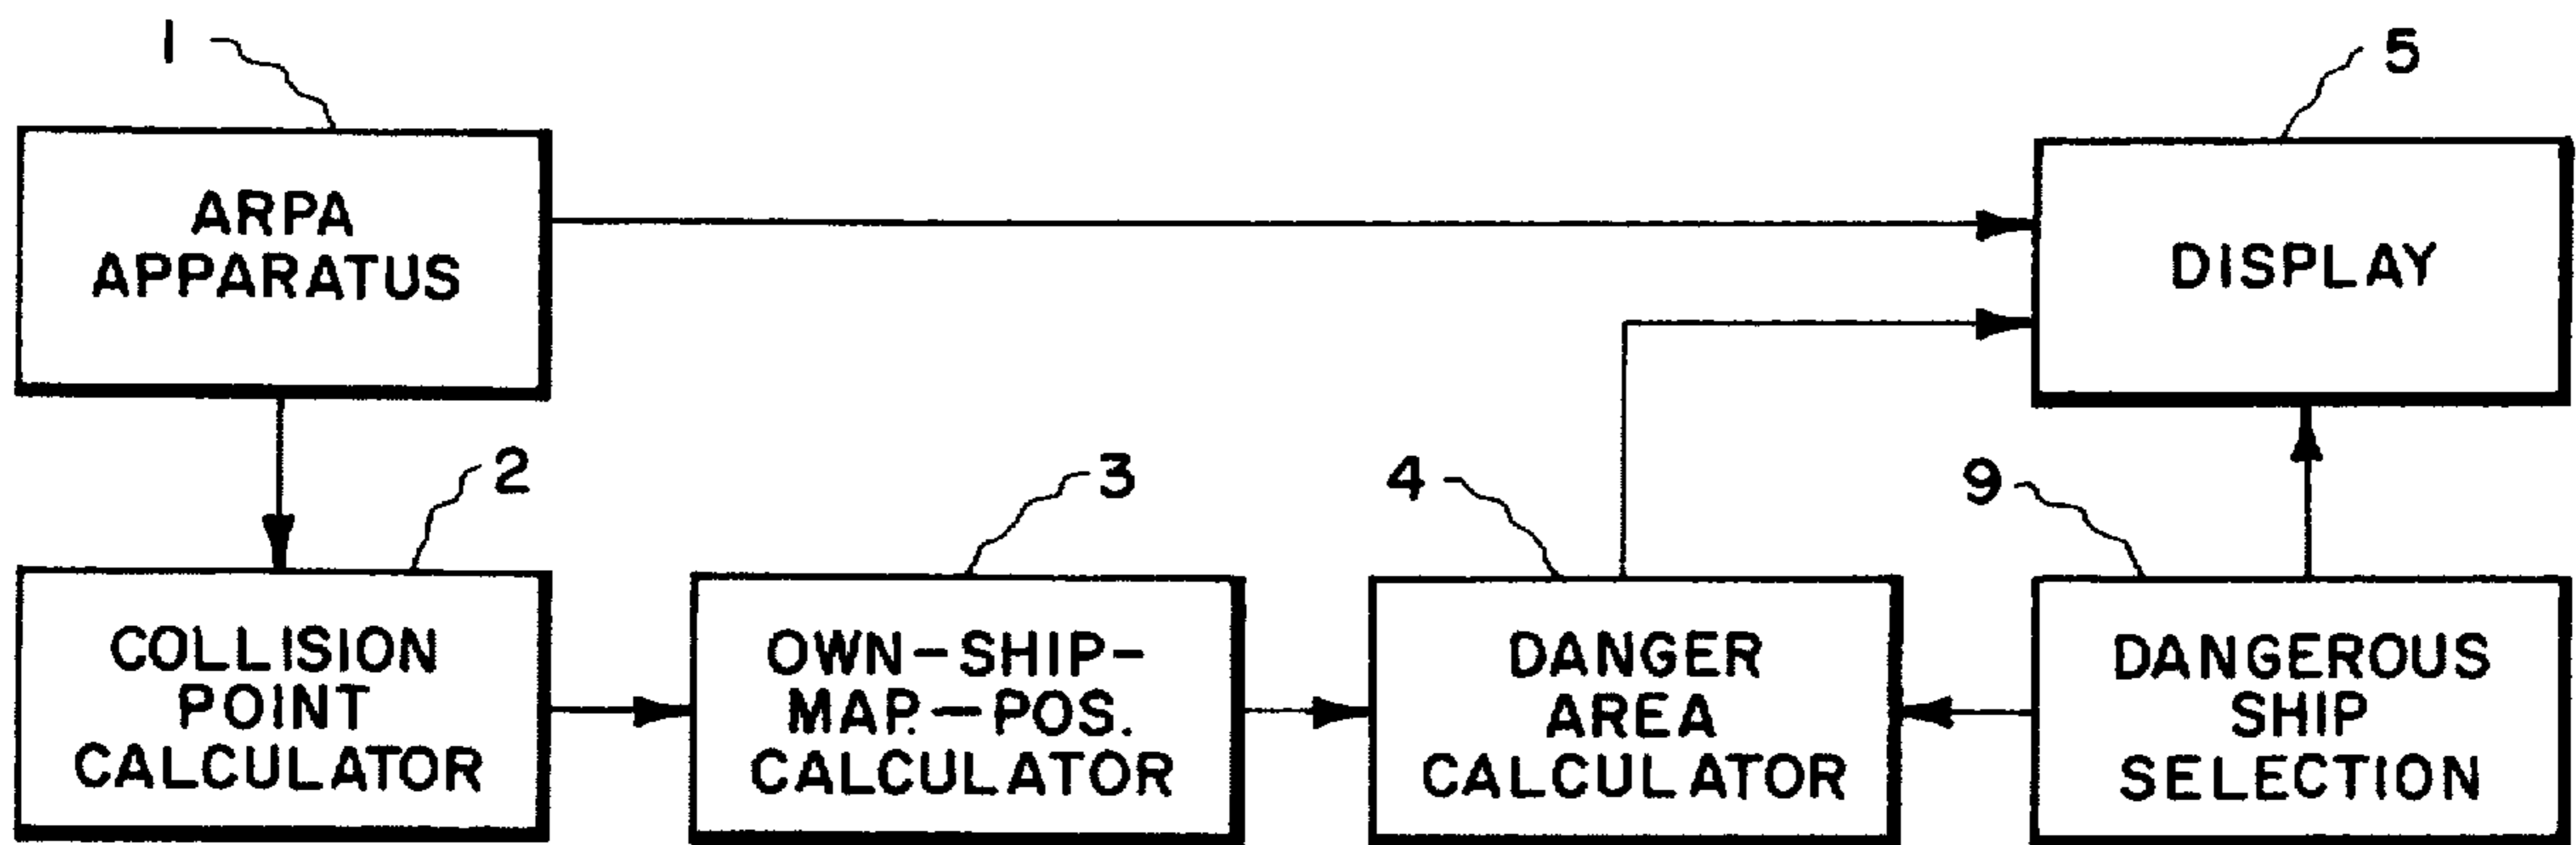 1
5
ARPA
APPARATUS
DISPLAY
2
3
4
9
COLLISION
POINT
CALCULATOR
OWN-SHIP-
MAP.-POS.
CALCULATOR
DANGER
AREA
CALCULATOR
DANGEROUS
SHIP
SELECTION